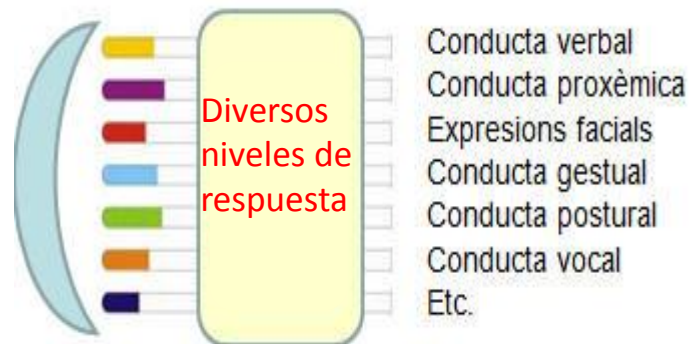 Diversos
niveles de
respuesta
Conducta verbal
Conducta proxèmica
Expresions facials
Conducta gestual
Conducta postural
Conducta vocal
Etc.